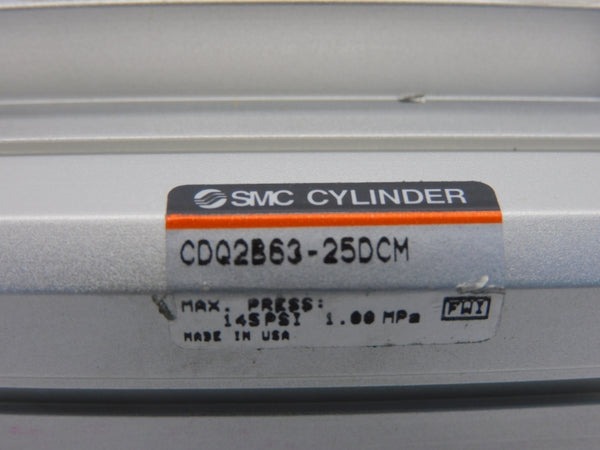 SMC CYLINDER
CDQ2B63-25DCM
MAX. PRESS:
145PSI 1.00 MPa
FWI
MADE IN USA